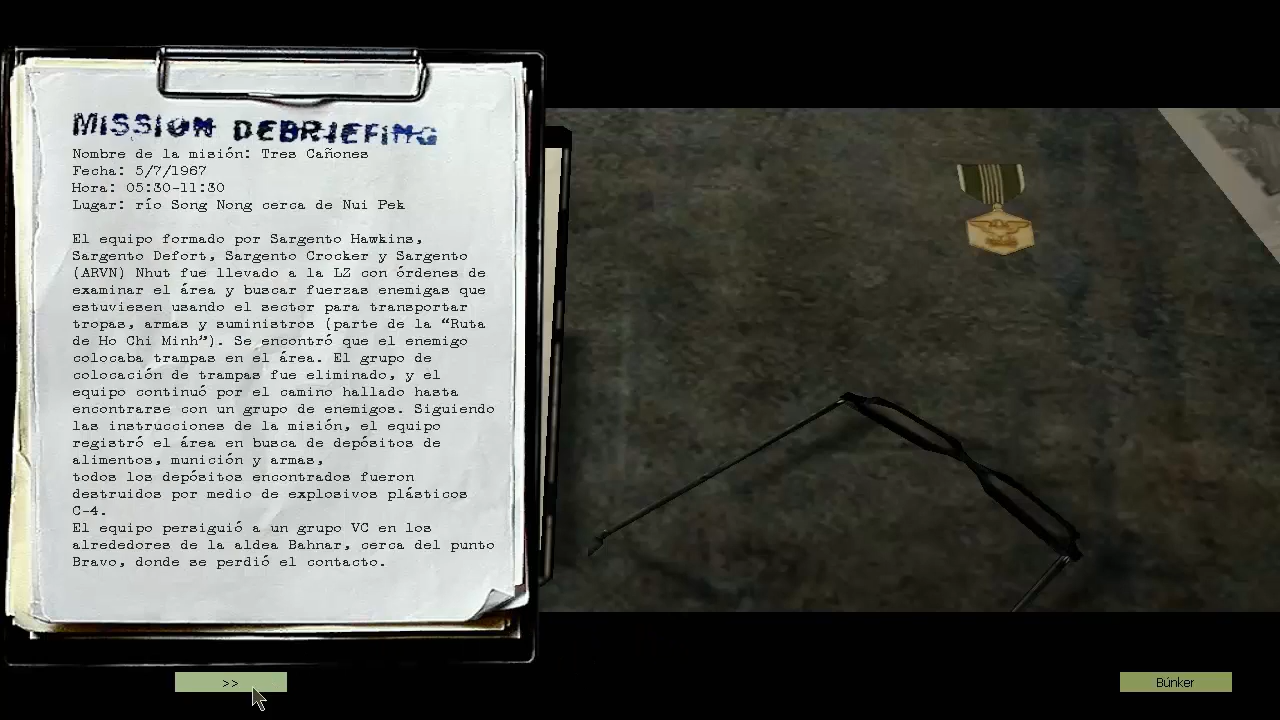 MISSION DEBRIEFING
Nombre de la misión: Tres Cañones
Fecha: 5/7/1967
Hora: 05:30-11:30
Lugar: río Song Nong cerca de Nui Pek
El equipo formado por Sargento Hawkins,
Sargento Defort, Sargento Crocker y Sargento
(ARVN) Nhut fue llevado a la LZ con órdenes de
examinar el área y buscar fuerzas enemigas que
estuviesen usando el sector para transportar
tropas, armas y suministros (parte de la “Ruta
de Ho Chi Minh”). Se encontró que el enemigo
colocaba trampas en el área. El grupo de
colocación de trampas fue eliminado, y el
equipo continuó por el camino hallado hasta
encontrarse con un grupo de enemigos. Siguiendo
las instrucciones de la misión, el equipo
registró el área en busca de depósitos de
alimentos, munición y armas,
todos los depósitos encontrados fueron
destruidos por medio de explosivos plásticos
C-4.
El equipo persiguió a un grupo VC en los
alrededores de la aldea Bahnar, cerca del punto
Bravo, donde se perdió el contacto.
>>
Búnker